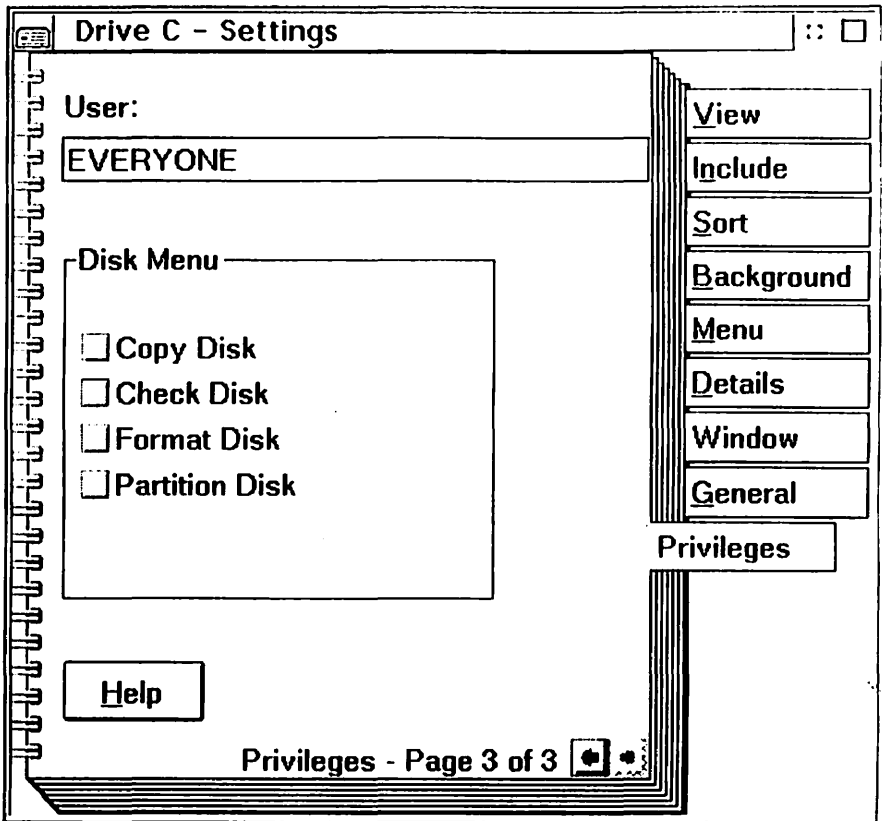 Drive C - Settings
User:
EVERYONE
Disk Menu
Copy Disk
Check Disk
Format Disk
Partition Disk
Help
Privileges - Page 3 of 3
View
Include
Sort
Background
Menu
Details
Window
General
Privileges